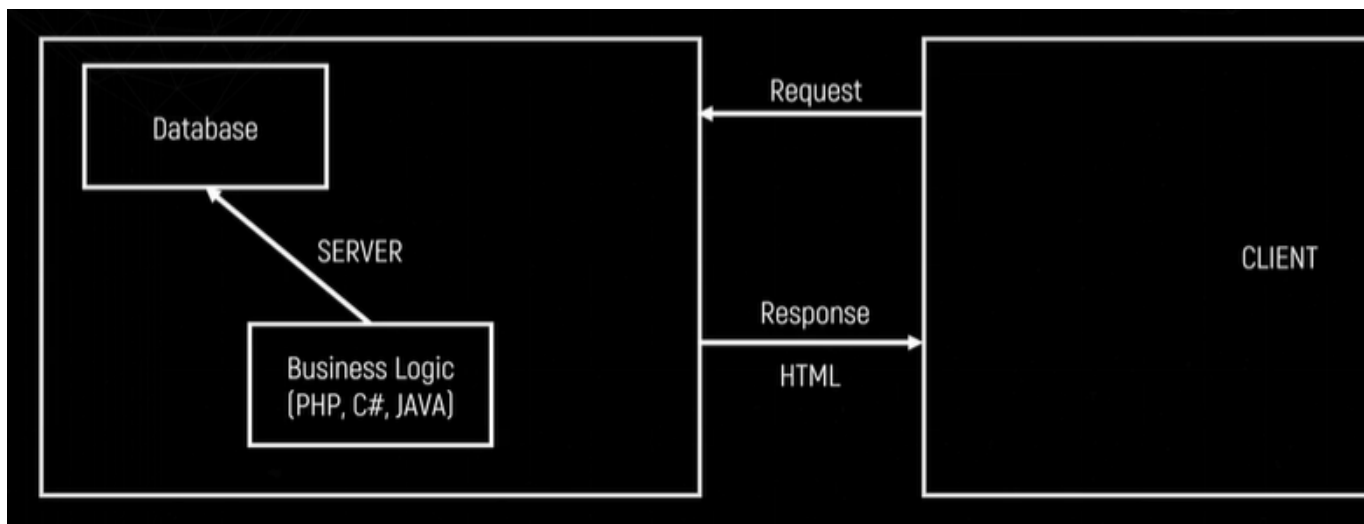 Database
SERVER
Business Logic
(PHP, C#, JAVA)
Request
Response
HTML
CLIENT